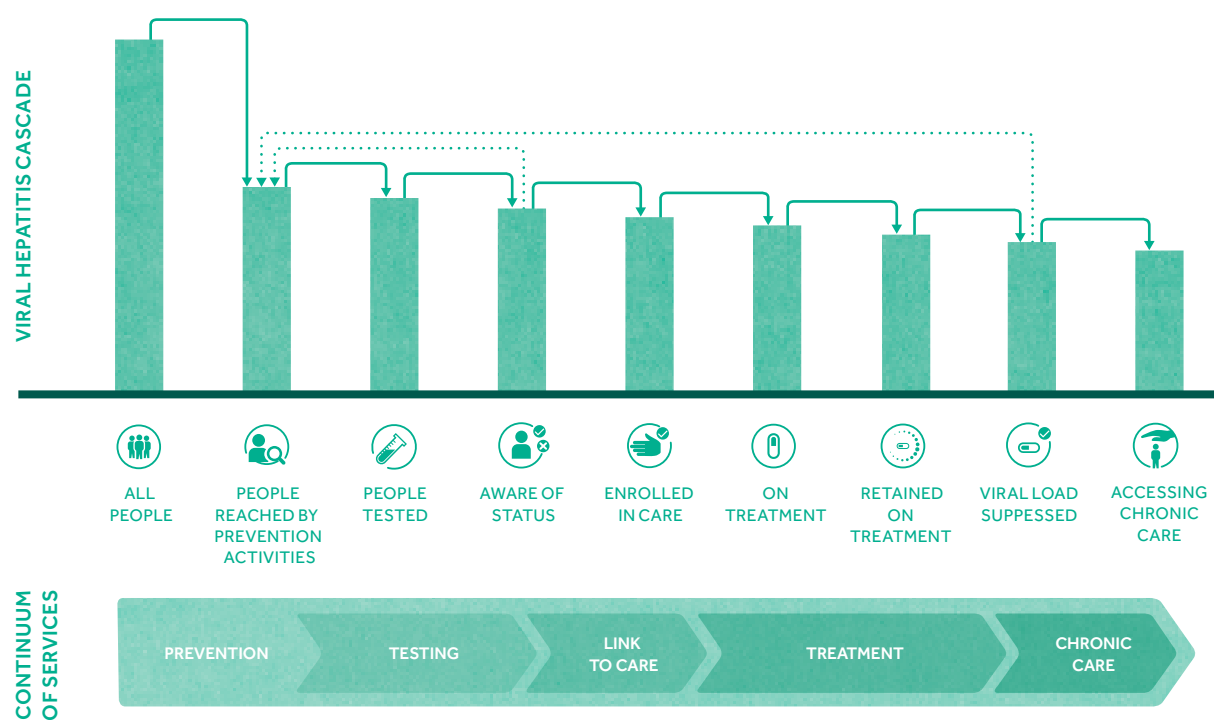 VIRAL HEPATITIS CASCADE
ALL
PEOPLE
PEOPLE
REACHED BY
PREVENTION
ACTIVITIES
PEOPLE
TESTED
AWARE OF
STATUS
ENROLLED
IN CARE
ON
TREATMENT
RETAINED
ON
TREATMENT
VIRAL LOAD
SUPPESSED
ACCESSING
CHRONIC
CARE
CONTINUUM
OF SERVICES
PREVENTION
TESTING
LINK
TO CARE
TREATMENT
CHRONIC
CARE